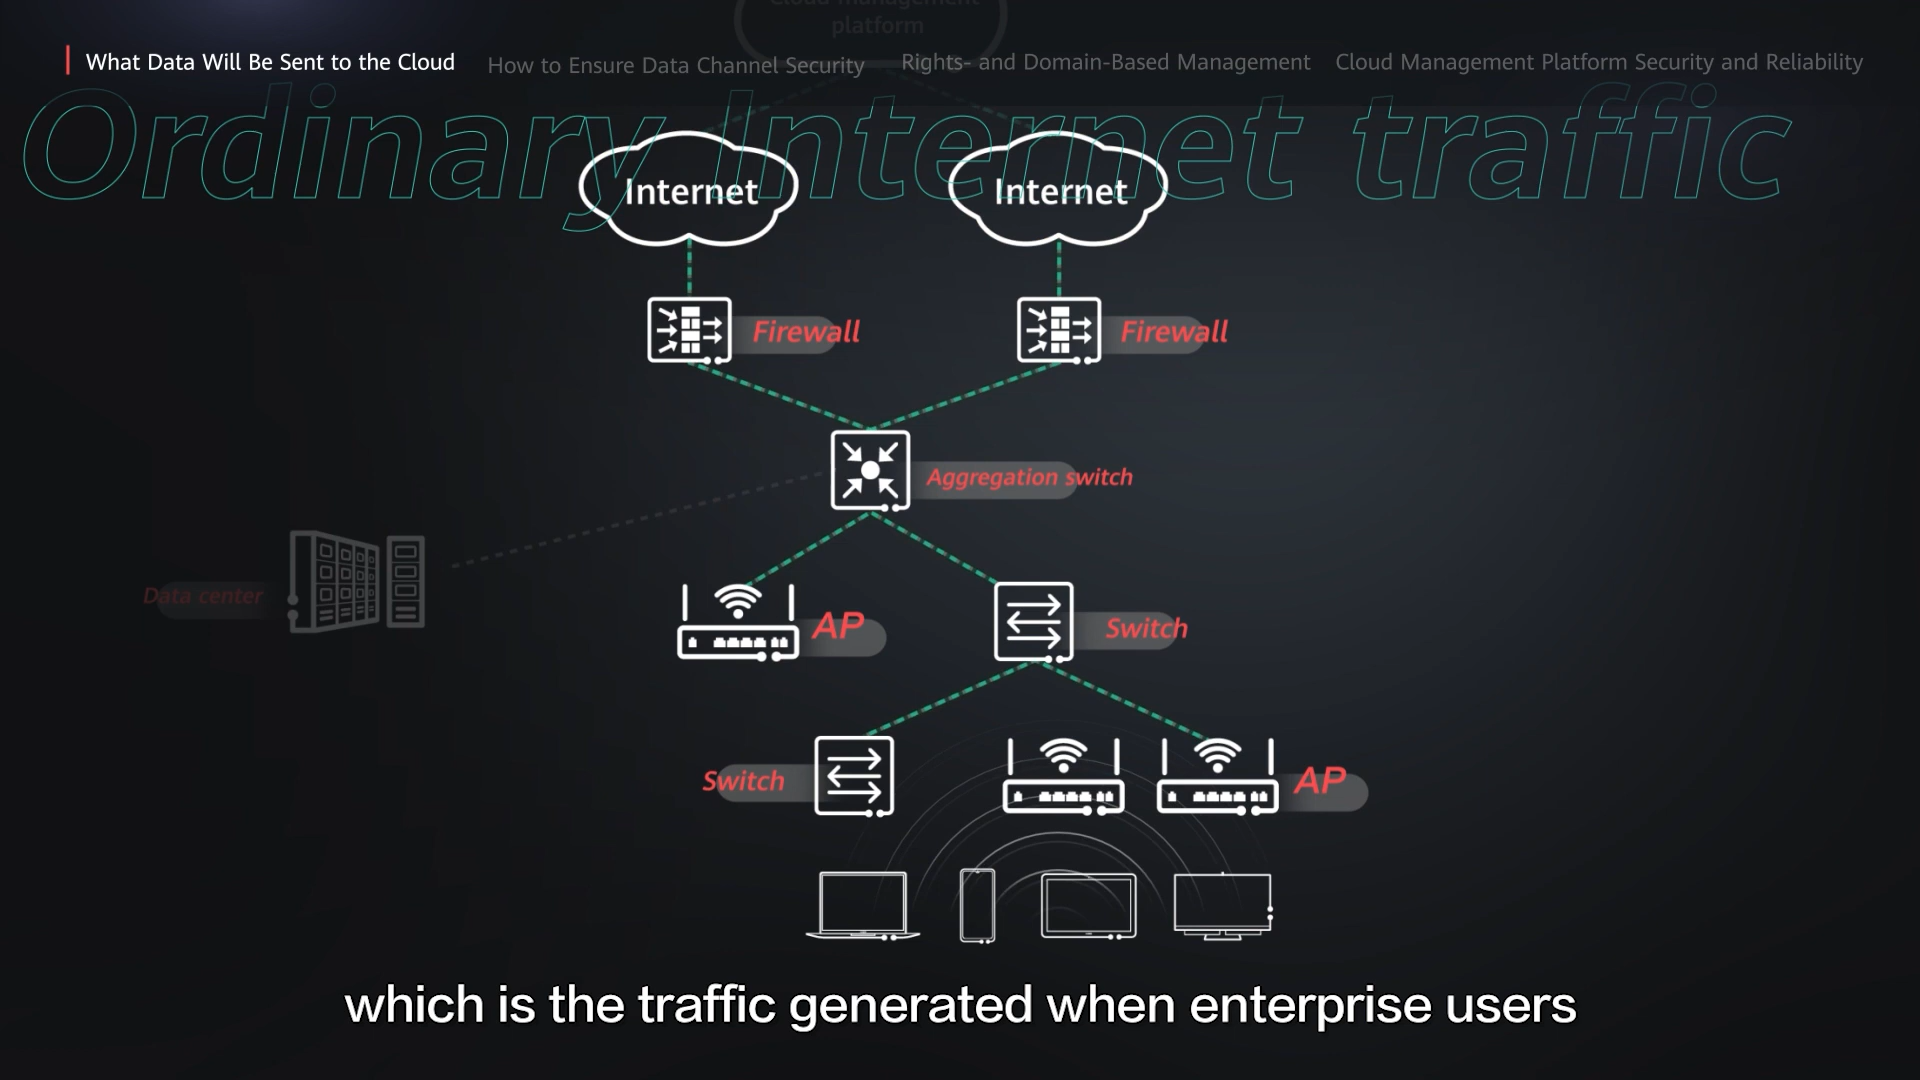 Cloud management
platform
What Data Will Be Sent to the Cloud
How to Ensure Data Channel Security
Rights- and Domain-Based Management
Cloud Management Platform Security and Reliability
Ordinary Internet traffic
Internet
Internet
Firewall
Firewall
Aggregation switch
Data center
AP
Switch
Switch
AP
which is the traffic generated when enterprise users